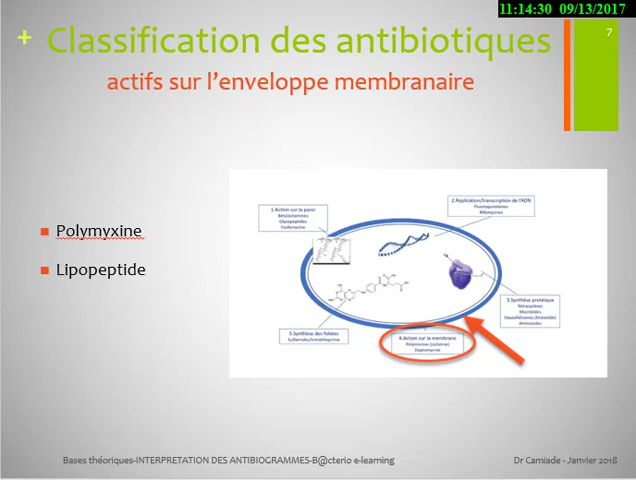 11:14:30 09/13/2017
7
+ Classification des antibiotiques
actifs sur l'enveloppe membranaire
Polymyxine
Lipopeptide
1.Action sur la paroi
Betalactamines
Glycopeptides
Fosfomycine
2.Réplication/transcription de l'ADN
Fluoroquinolones
Rifamycines
3.Synthèse protéique
Tétracyclines
Macrolides
Oxazolidinones (linézolide)
Aminosides
4.Action sur la membrane
Polymyxines (colistine)
Daptomycine
5.Synthèse des folates
Sulfamides/triméthoprime
Bases théoriques-INTERPRETATION DES ANTIBIOGRAMMES-B@cterio e-learning
Dr Camiade - Janvier 2018